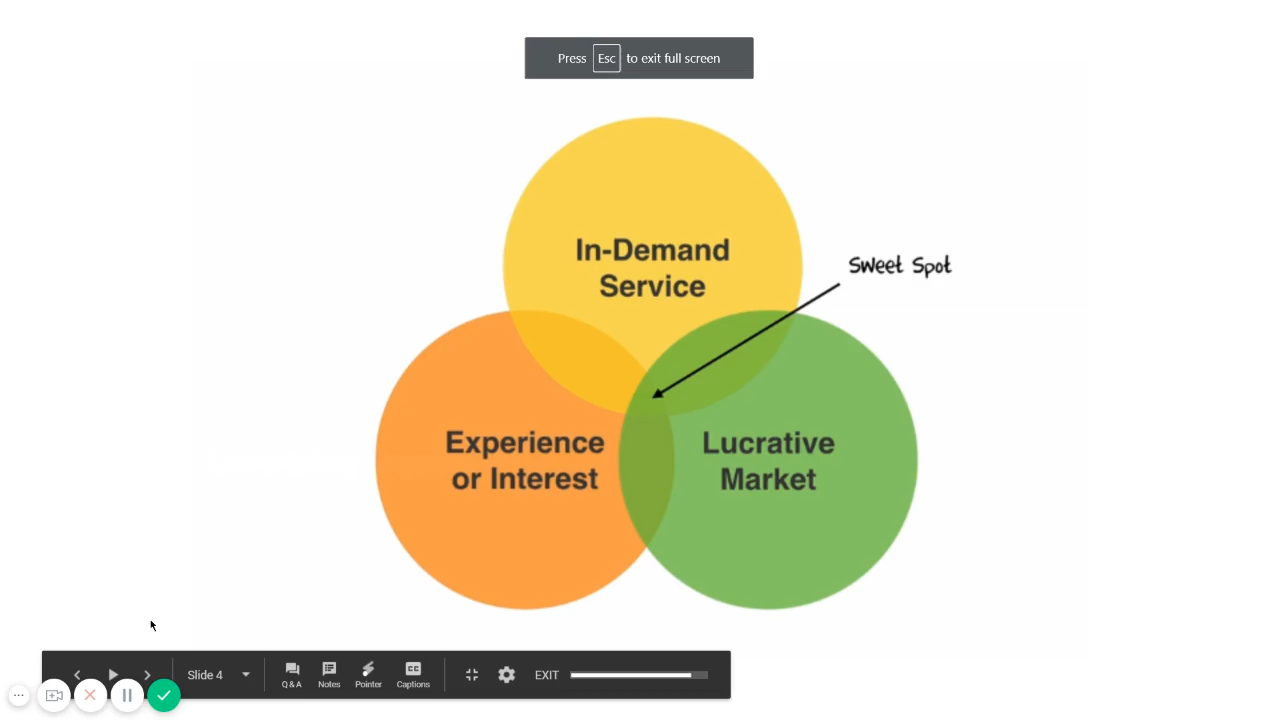 Press Esc to exit full screen
In-Demand
Service
Sweet Spot
Experience
or Interest
Lucrative
Market
Slide 4
Q & A
Notes
Pointer
CC
Captions
EXIT